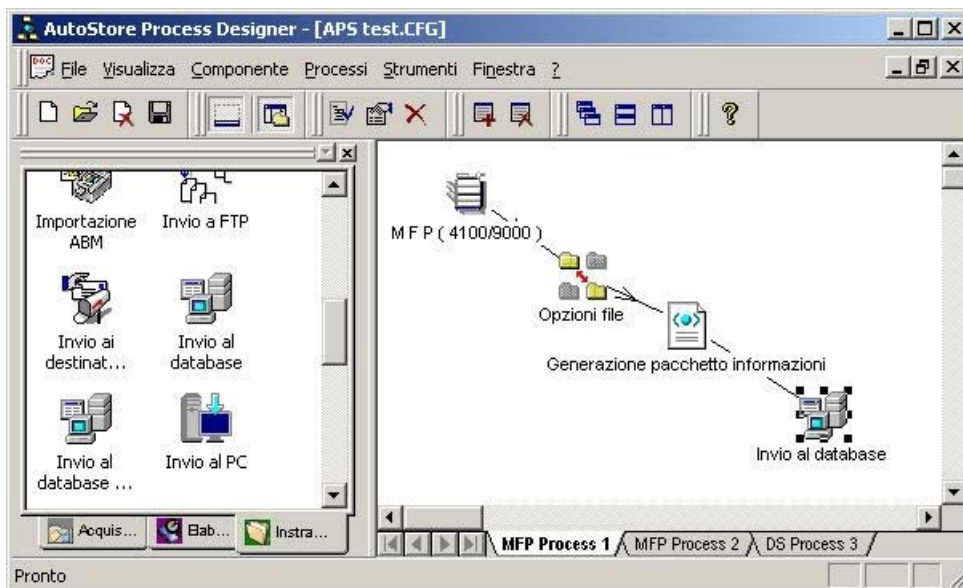 AutoStore Process Designer - [APS test.CFG]
File Visualizza Componente Processi Strumenti Finestra ?
Importazione ABM
Invio a FTP
Invio ai destinat...
Invio al database
Invio al database ...
Invio al PC
Acquis...
Elab...
Instra...
M F P ( 4100/9000 )
Opzioni file
Generazione pacchetto informazioni
Invio al database
MFP Process 1
MFP Process 2
DS Process 3
Pronto